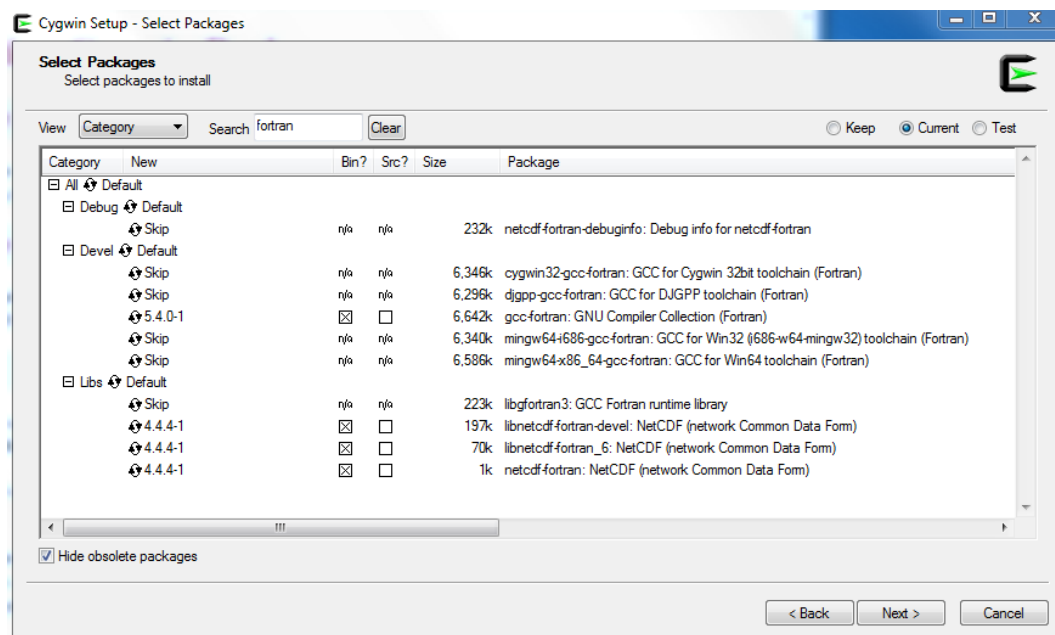 Cygwin Setup - Select Packages
Select Packages
Select packages to install
View Category Search fortran Clear Keep Current Test
Category New Bin? Src? Size Package
All Default
Debug Default
Skip n/a n/a 232k netcdf-fortran-debuginfo: Debug info for netcdf-fortran
Devel Default
Skip n/a n/a 6,346k cygwin32-gcc-fortran: GCC for Cygwin 32bit toolchain (Fortran)
Skip n/a n/a 6,296k djgpp-gcc-fortran: GCC for DJGPP toolchain (Fortran)
5.4.0-1 6,642k gcc-fortran: GNU Compiler Collection (Fortran)
Skip n/a n/a 6,340k mingw64-i686-gcc-fortran: GCC for Win32 (i686-w64-mingw32) toolchain (Fortran)
Skip n/a n/a 6,586k mingw64-x86_64-gcc-fortran: GCC for Win64 toolchain (Fortran)
Libs Default
Skip n/a n/a 223k libgfortran3: GCC Fortran runtime library
4.4.4-1 197k libnetcdf-fortran-devel: NetCDF (network Common Data Form)
4.4.4-1 70k libnetcdf-fortran_6: NetCDF (network Common Data Form)
4.4.4-1 1k netcdf-fortran: NetCDF (network Common Data Form)
Hide obsolete packages
< Back Next > Cancel